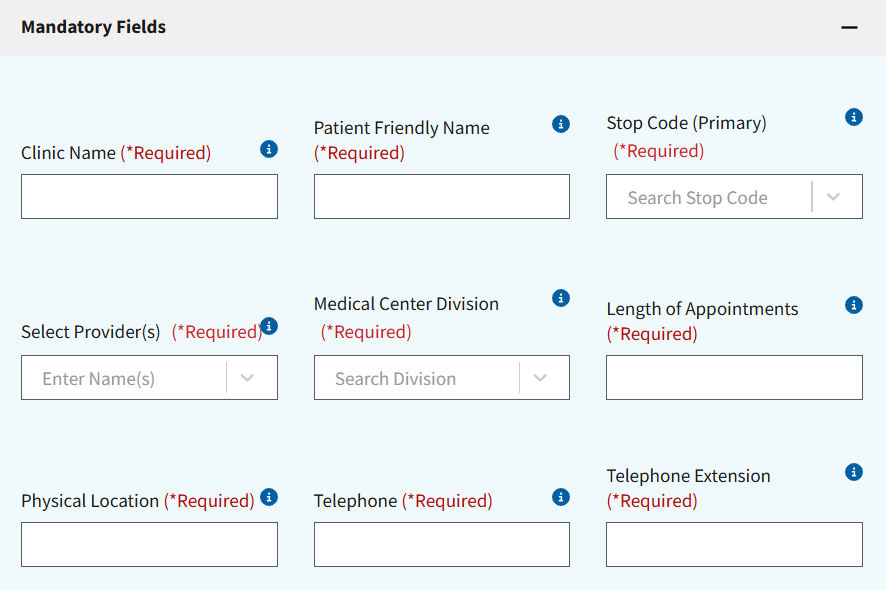 Mandatory Fields
Clinic Name (*Required)
Patient Friendly Name
(*Required)
Stop Code (Primary)
(*Required)
Search Stop Code
Select Provider(s) (*Required)
Medical Center Division
(*Required)
Length of Appointments
(*Required)
Enter Name(s)
Search Division
Physical Location (*Required)
Telephone (*Required)
Telephone Extension
(*Required)